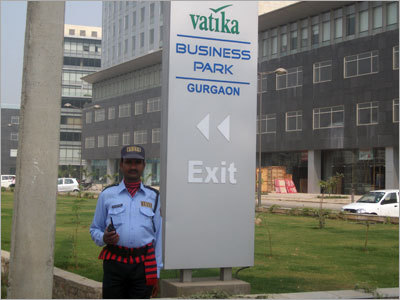 vatika
BUSINESS
PARK
GURGAON
Exit